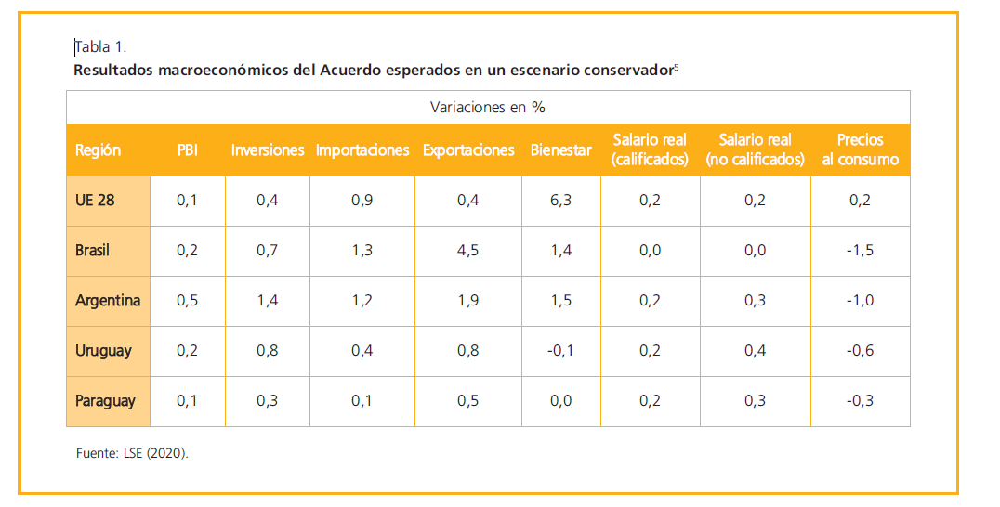 Tabla 1.
Resultados macroeconómicos del Acuerdo esperados en un escenario conservador⁵
Variaciones en %
Región PBI Inversiones Importaciones Exportaciones Bienestar Salario real (calificados) Salario real (no calificados) Precios al consumo
UE 28 0,1 0,4 0,9 0,4 6,3 0,2 0,2 0,2
Brasil 0,2 0,7 1,3 4,5 1,4 0,0 0,0 -1,5
Argentina 0,5 1,4 1,2 1,9 1,5 0,2 0,3 -1,0
Uruguay 0,2 0,8 0,4 0,8 -0,1 0,2 0,4 -0,6
Paraguay 0,1 0,3 0,1 0,5 0,0 0,2 0,3 -0,3
Fuente: LSE (2020).